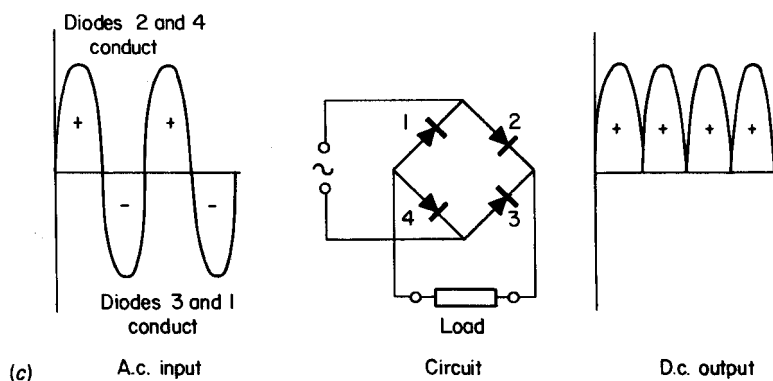 Diodes 2 and 4
conduct
+
+
-
-
Diodes 3 and 1
conduct
A.c. input
1
2
~
4
3
Load
Circuit
+
+
+
+
D.c. output
(c)